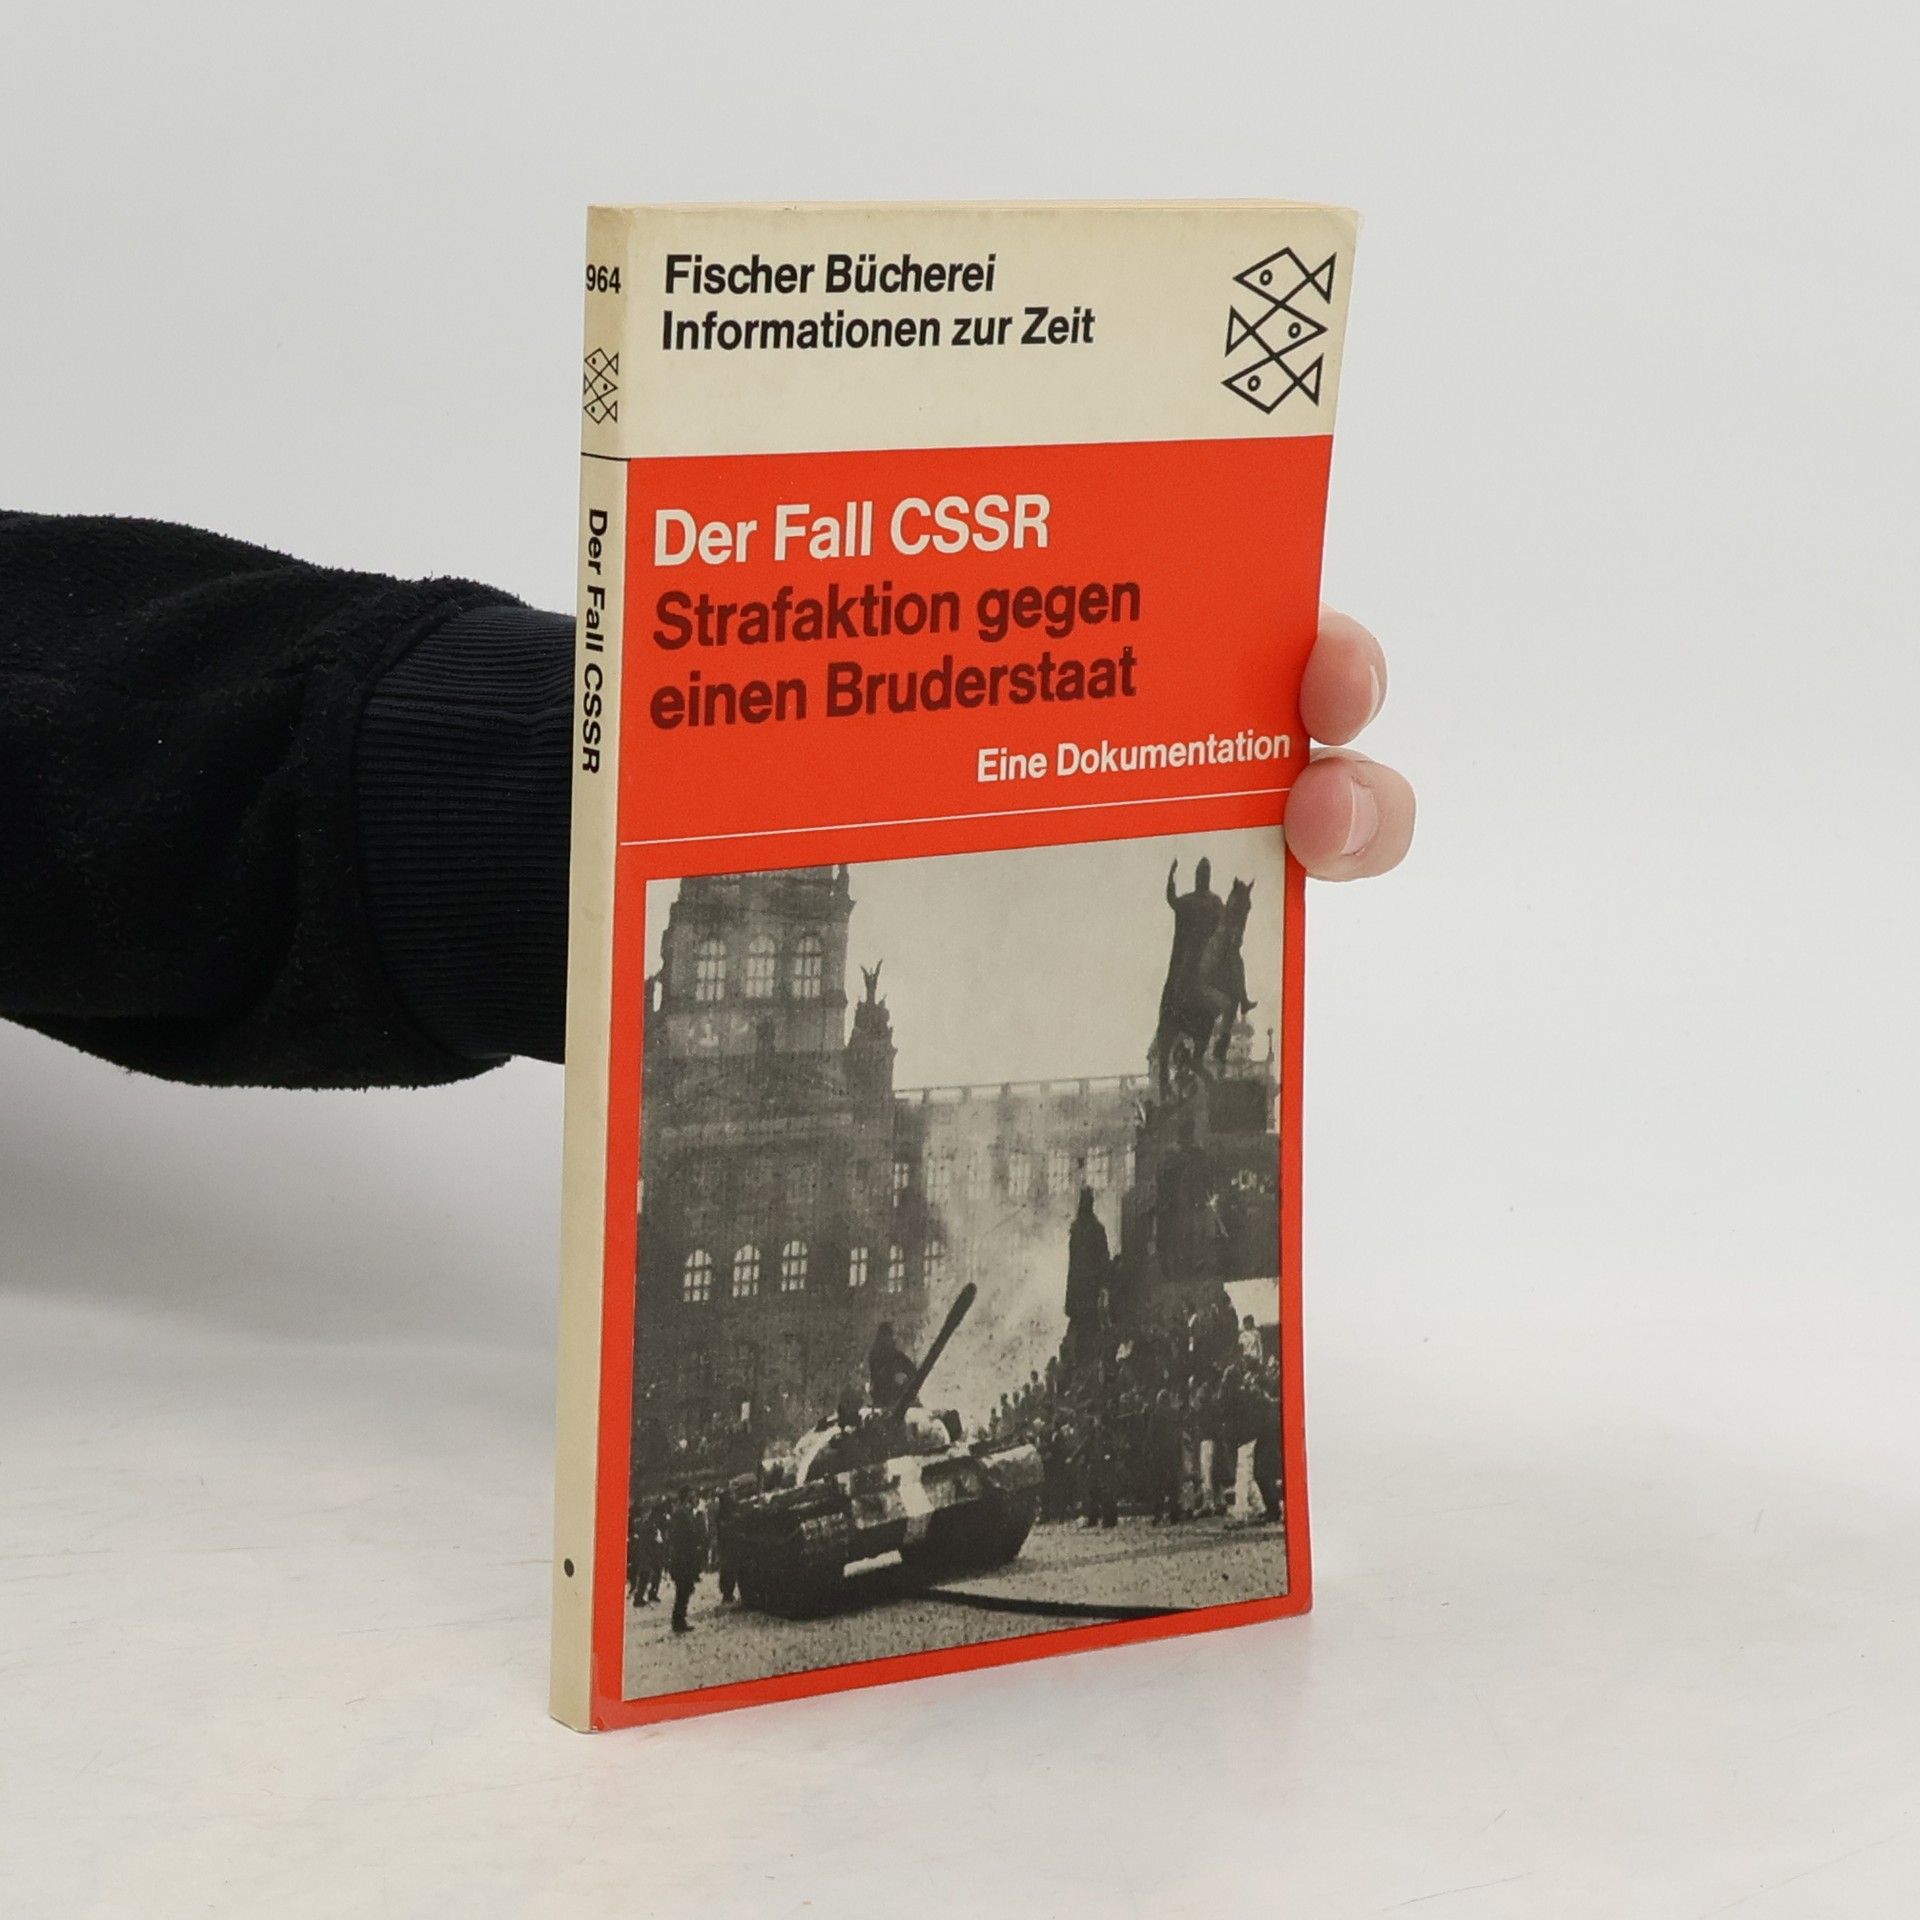 964
Der Fall CSSR
Fischer Bücherei
Informationen zur Zeit
Der Fall CSSR
Strafaktion gegen
einen Bruderstaat
Eine Dokumentation